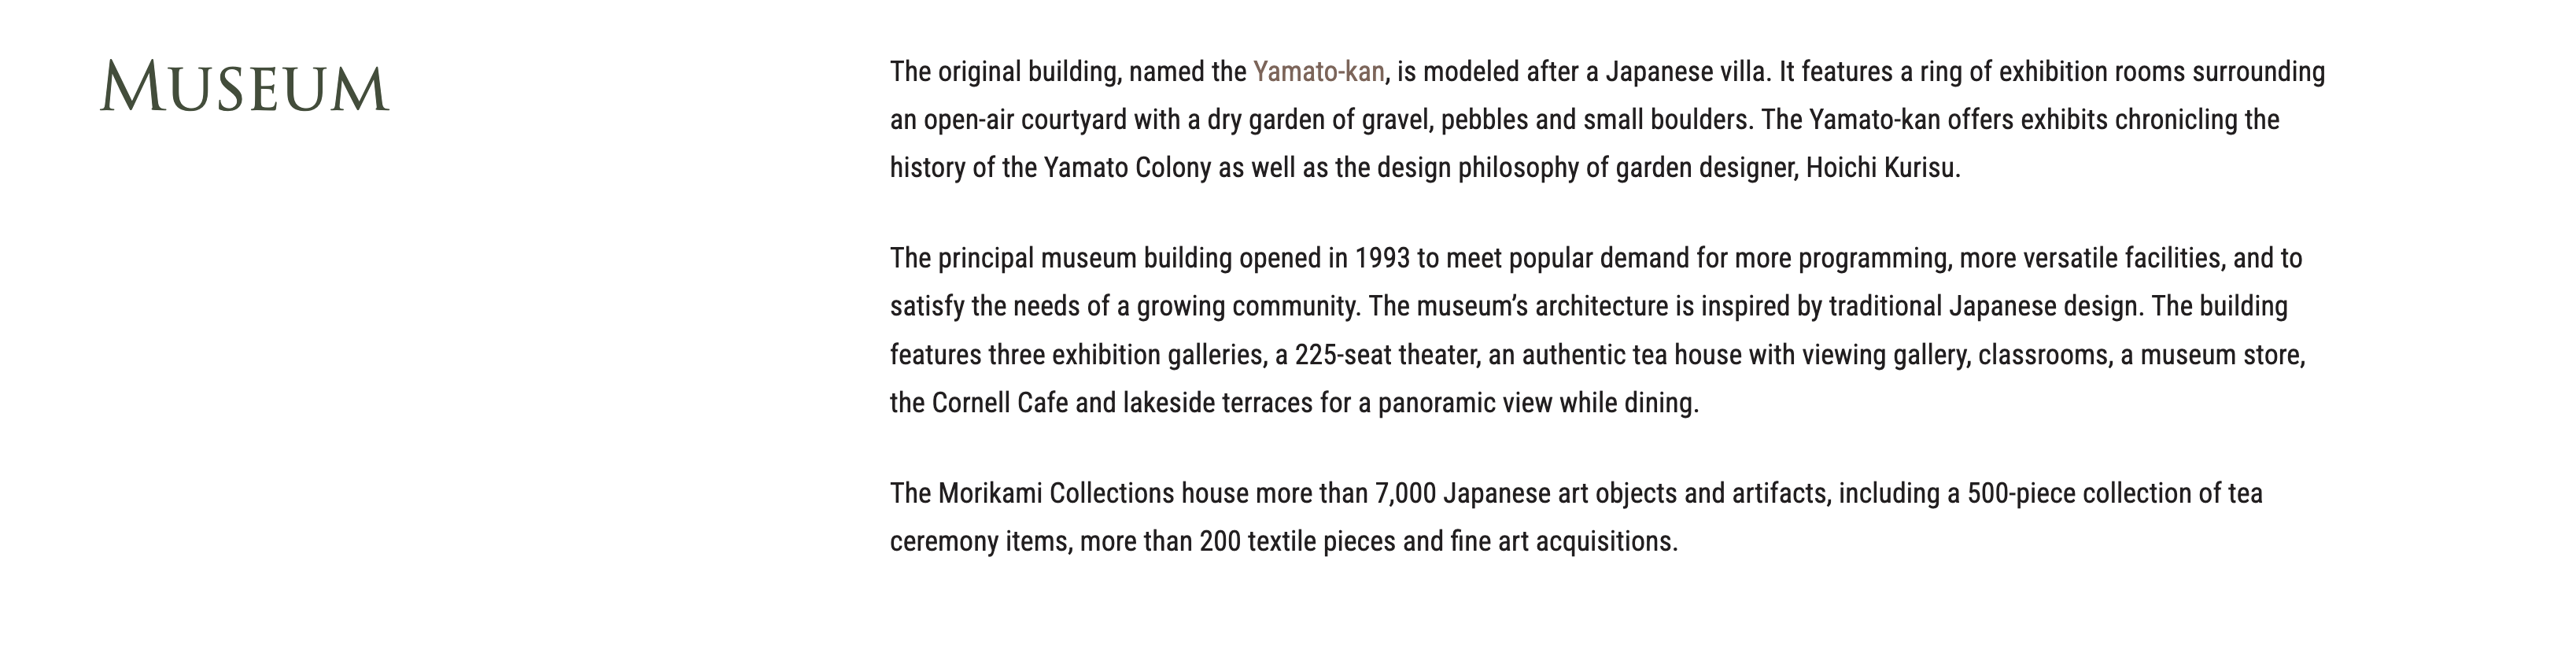 MUSEUM
The original building, named the Yamato-kan, is modeled after a Japanese villa. It features a ring of exhibition rooms surrounding
an open-air courtyard with a dry garden of gravel, pebbles and small boulders. The Yamato-kan offers exhibits chronicling the
history of the Yamato Colony as well as the design philosophy of garden designer, Hoichi Kurisu.
The principal museum building opened in 1993 to meet popular demand for more programming, more versatile facilities, and to
satisfy the needs of a growing community. The museum’s architecture is inspired by traditional Japanese design. The building
features three exhibition galleries, a 225-seat theater, an authentic tea house with viewing gallery, classrooms, a museum store,
the Cornell Cafe and lakeside terraces for a panoramic view while dining.
The Morikami Collections house more than 7,000 Japanese art objects and artifacts, including a 500-piece collection of tea
ceremony items, more than 200 textile pieces and fine art acquisitions.